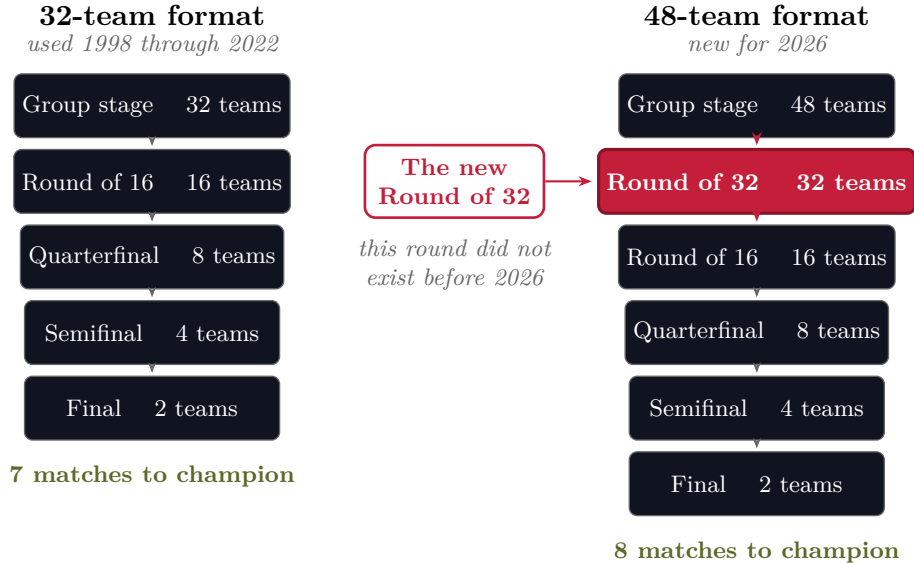 32-team format
used 1998 through 2022
Group stage 32 teams
Round of 16 16 teams
Quarterfinal 8 teams
Semifinal 4 teams
Final 2 teams
7 matches to champion
The new
Round of 32
this round did not
exist before 2026
48-team format
new for 2026
Group stage 48 teams
Round of 32 32 teams
Round of 16 16 teams
Quarterfinal 8 teams
Semifinal 4 teams
Final 2 teams
8 matches to champion